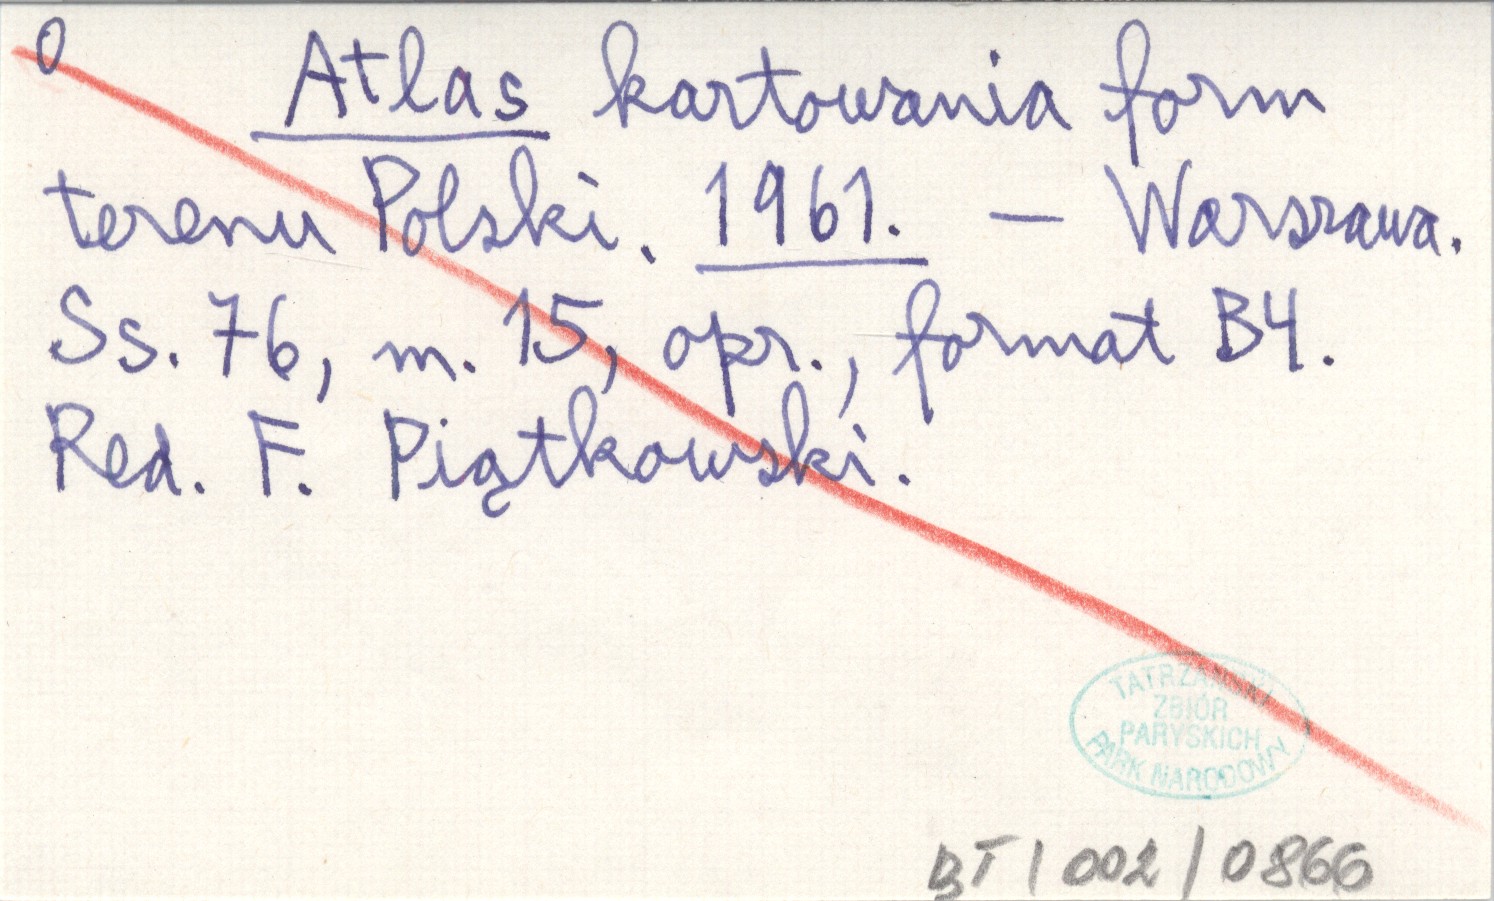 0
Atlas kartowania form
terenu Polski. 1961. — Warszawa.
Ss. 76, m. 15, opr., format B4.
Red. F. Piątkowski.
TATRZAŃSKI
ZBIÓR
PARYSKICH
PARK NARODOWY
BT/002/0866